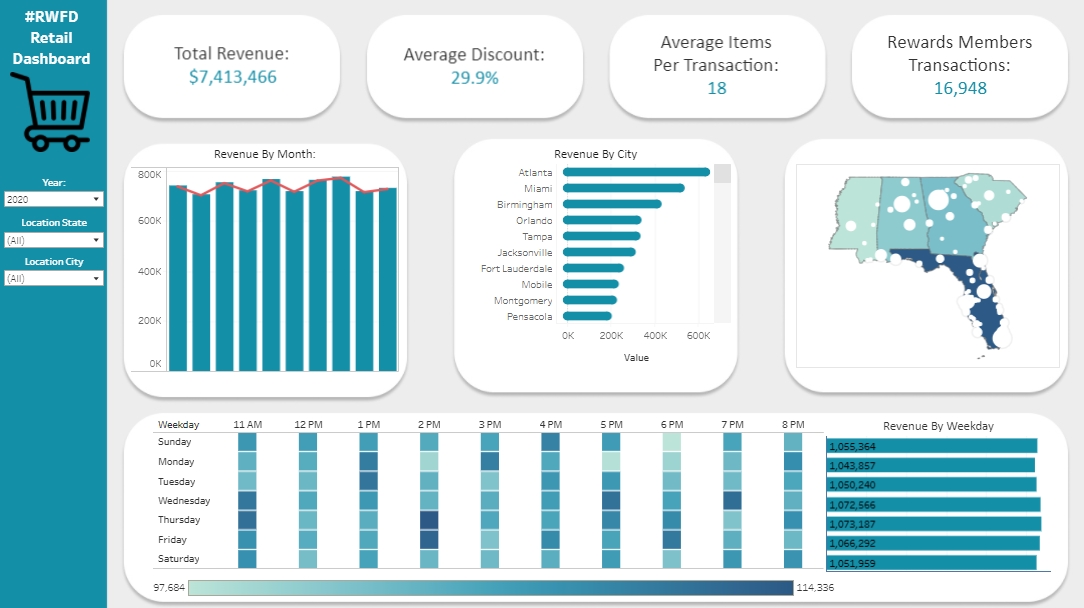 #RWFD
Retail
Dashboard
Year:
2020
Location State
(All)
Location City
(All)
Total Revenue:
$7,413,466
Average Discount:
29.9%
Average Items
Per Transaction:
18
Rewards Members
Transactions:
16,948
Revenue By Month:
800K
600K
400K
200K
0K
Revenue By City
Atlanta
Miami
Birmingham
Orlando
Tampa
Jacksonville
Fort Lauderdale
Mobile
Montgomery
Pensacola
0K 200K 400K 600K
Value
Weekday 11 AM 12 PM 1 PM 2 PM 3 PM 4 PM 5 PM 6 PM 7 PM 8 PM
Sunday
Monday
Tuesday
Wednesday
Thursday
Friday
Saturday
97,684 114,336
Revenue By Weekday
1,055,364
1,043,857
1,050,240
1,072,566
1,073,187
1,066,292
1,051,959